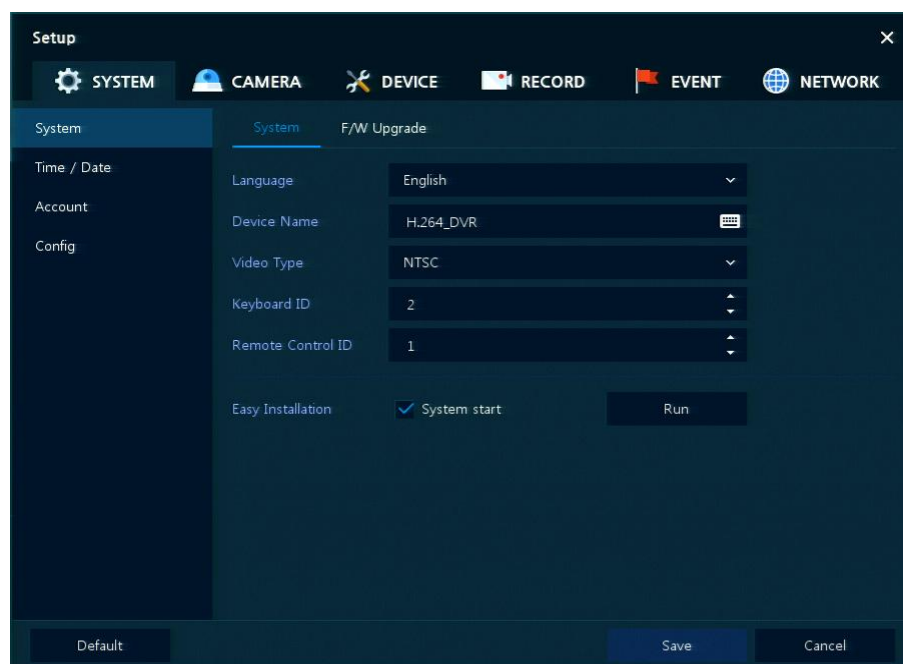 Setup
SYSTEM CAMERA DEVICE RECORD EVENT NETWORK
System System F/W Upgrade
Time / Date
Language English
Account
Device Name H.264_DVR
Config
Video Type NTSC
Keyboard ID 2
Remote Control ID 1
Easy Installation System start Run
Default Save Cancel